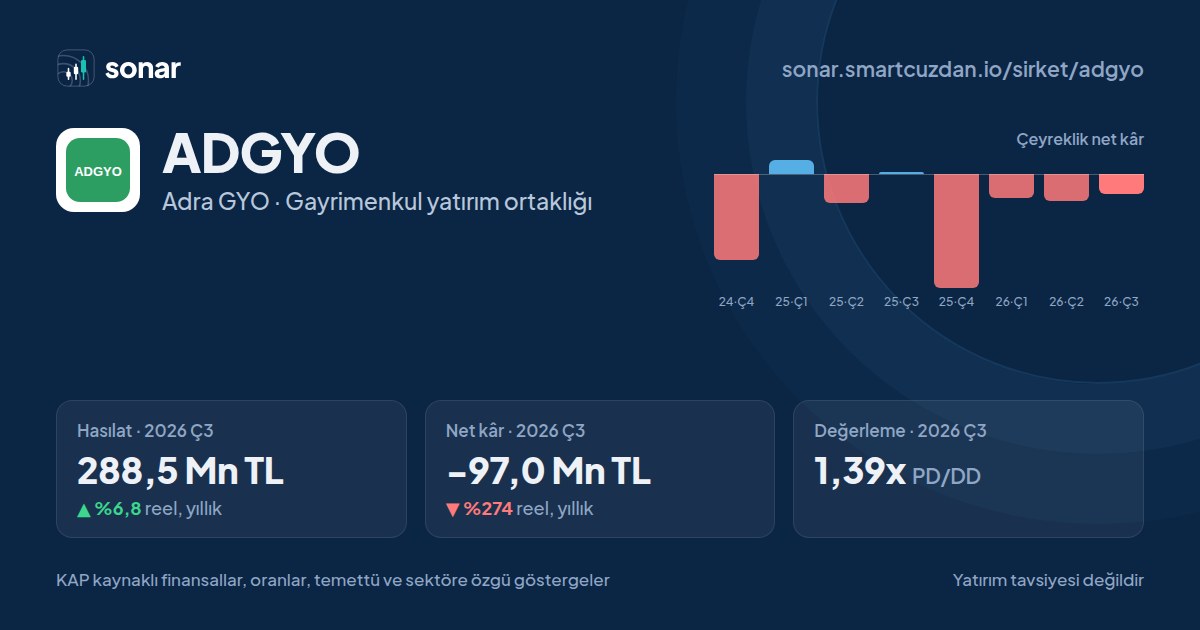 sonar
sonar.smartcuzdan.io/sirket/adgyo
ADGYO
ADGYO
Adra GYO · Gayrimenkul yatırım ortaklığı
Çeyreklik net kâr
24·Ç4 25·Ç1 25·Ç2 25·Ç3 25·Ç4 26·Ç1 26·Ç2 26·Ç3
Hasılat · 2026 Ç3
288,5 Mn TL
▲ %6,8 reel, yıllık
Net kâr · 2026 Ç3
−97,0 Mn TL
▼ %274 reel, yıllık
Değerleme · 2026 Ç3
1,39x PD/DD
KAP kaynaklı finansallar, oranlar, temettü ve sektöre özgü göstergeler
Yatırım tavsiyesi değildir